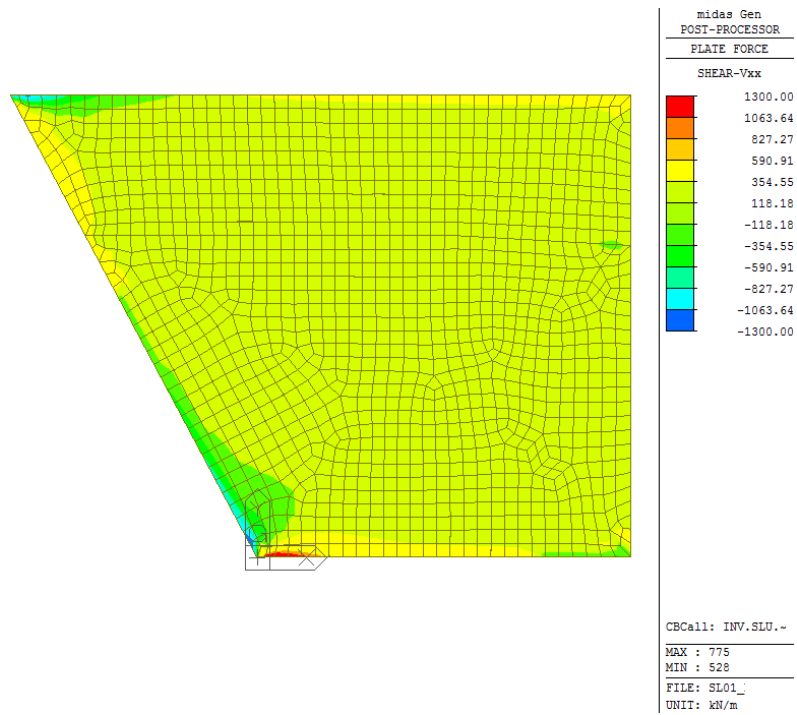 midas Gen
POST-PROCESSOR
PLATE FORCE
SHEAR-Vxx
1300.00
1063.64
827.27
590.91
354.55
118.18
-118.18
-354.55
-590.91
-827.27
-1063.64
-1300.00
CBCall: INV.SLU.~
MAX : 775
MIN : 528
FILE: SL01_
UNIT: kN/m